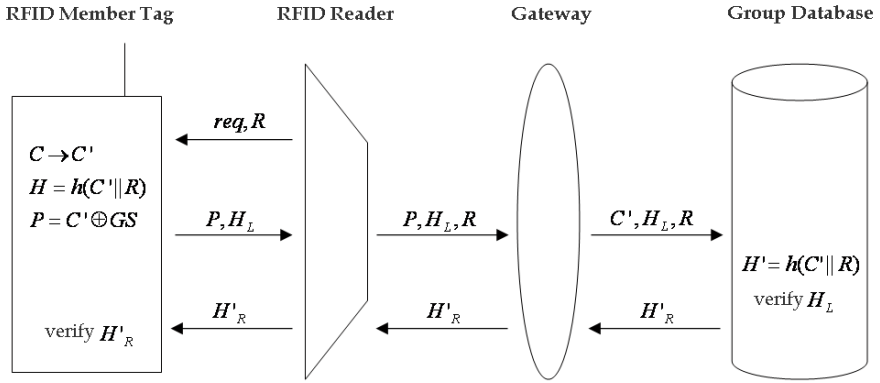 RFID Member Tag
RFID Reader
Gateway
Group Database
req, R
C → C'
H = h(C'||R)
P = C'⊕GS
P, H_L
P, H_L, R
C', H_L, R
H' = h(C'||R)
verify H_L
H'_R
H'_R
H'_R
verify H'_R